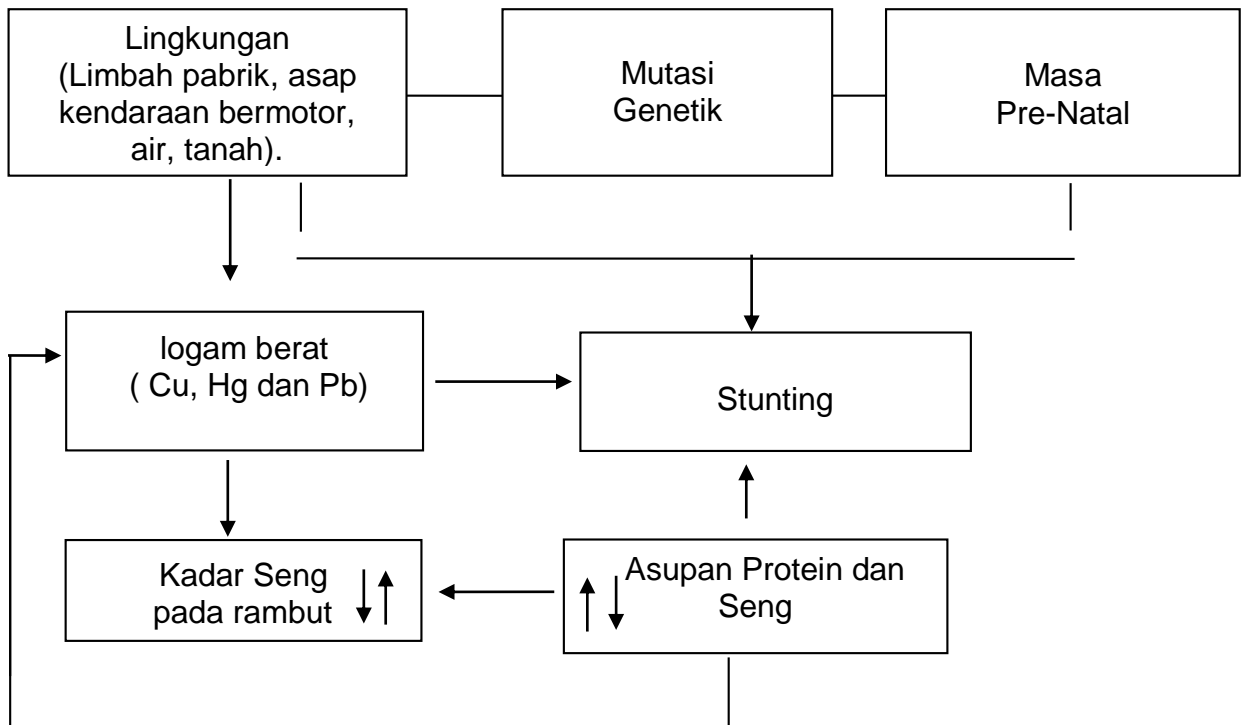 Lingkungan
(Limbah pabrik, asap
kendaraan bermotor,
air, tanah).
Mutasi
Genetik
Masa
Pre-Natal
logam berat
( Cu, Hg dan Pb)
Stunting
Kadar Seng
pada rambut
Asupan Protein dan
Seng